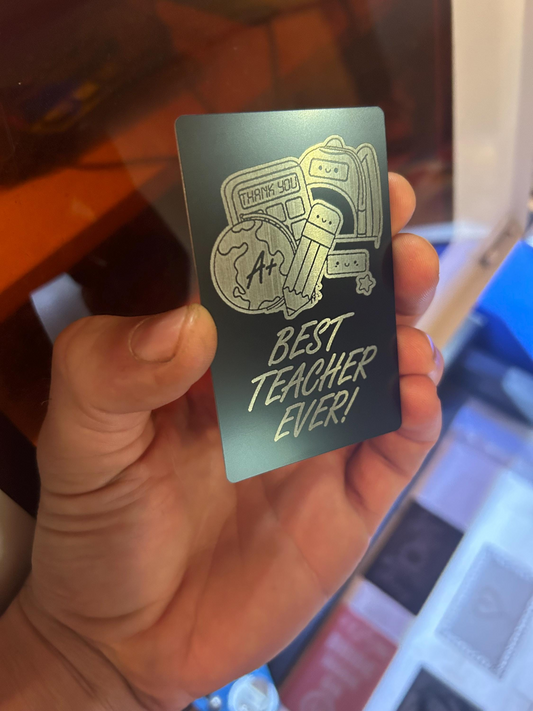 THANK YOU
A+
BEST
TEACHER
EVER!